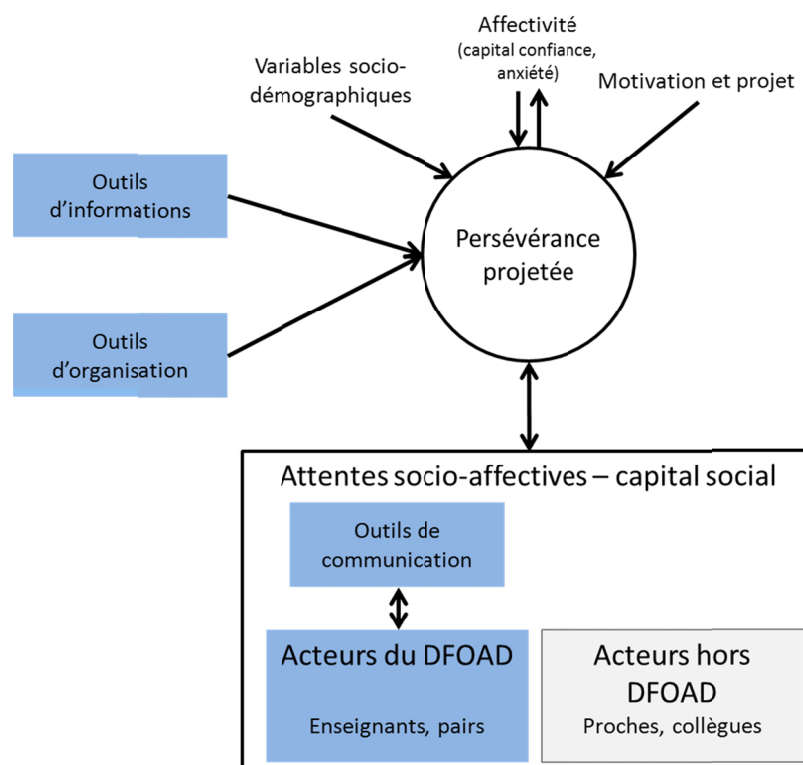 Affectivité
(capital confiance,
anxiété)
Variables socio-
démographiques
Motivation et projet
Outils
d’informations
Persévérance
projetée
Outils
d’organisation
Attentes socio-affectives – capital social
Outils de
communication
Acteurs du DFOAD
Enseignants, pairs
Acteurs hors
DFOAD
Proches, collègues